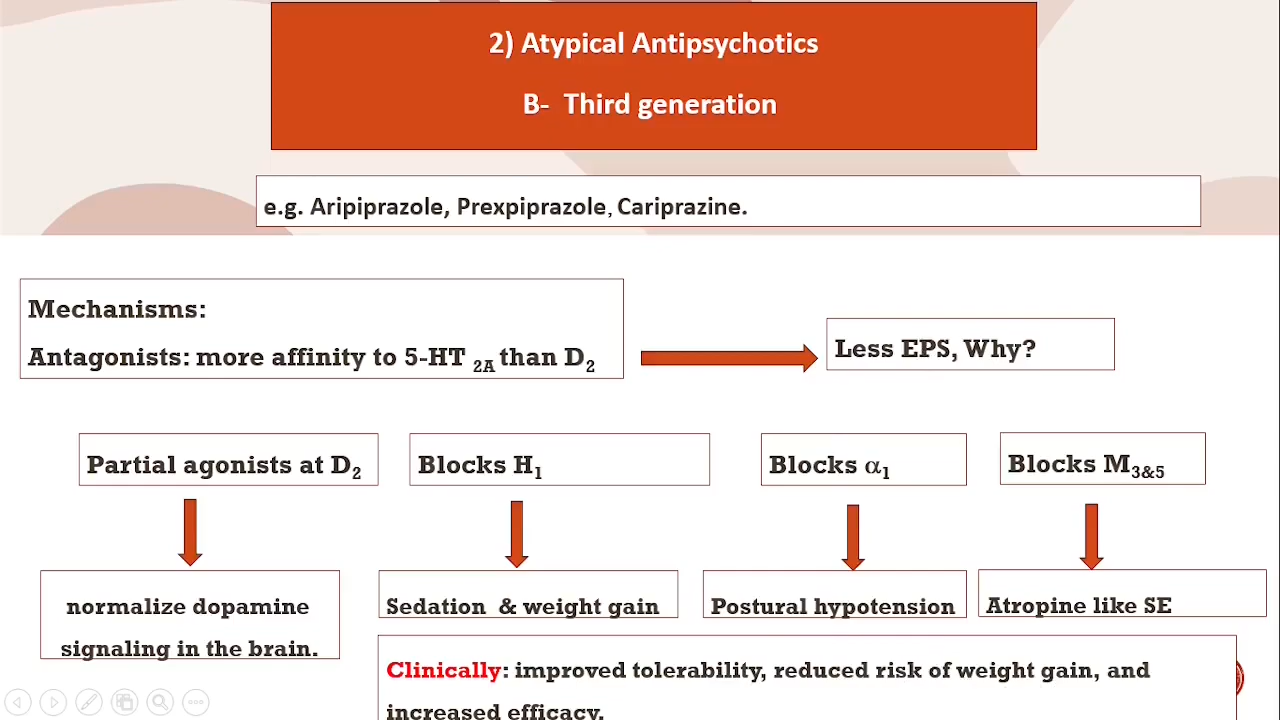 2) Atypical Antipsychotics
B- Third generation
e.g. Aripiprazole, Prexpiprazole, Cariprazine.
Mechanisms:
Antagonists: more affinity to 5-HT 2A than D2
Less EPS, Why?
Partial agonists at D2
Blocks H1
Blocks α1
Blocks M3&5
normalize dopamine
signaling in the brain.
Sedation & weight gain
Postural hypotension
Atropine like SE
Clinically: improved tolerability, reduced risk of weight gain, and
increased efficacy.